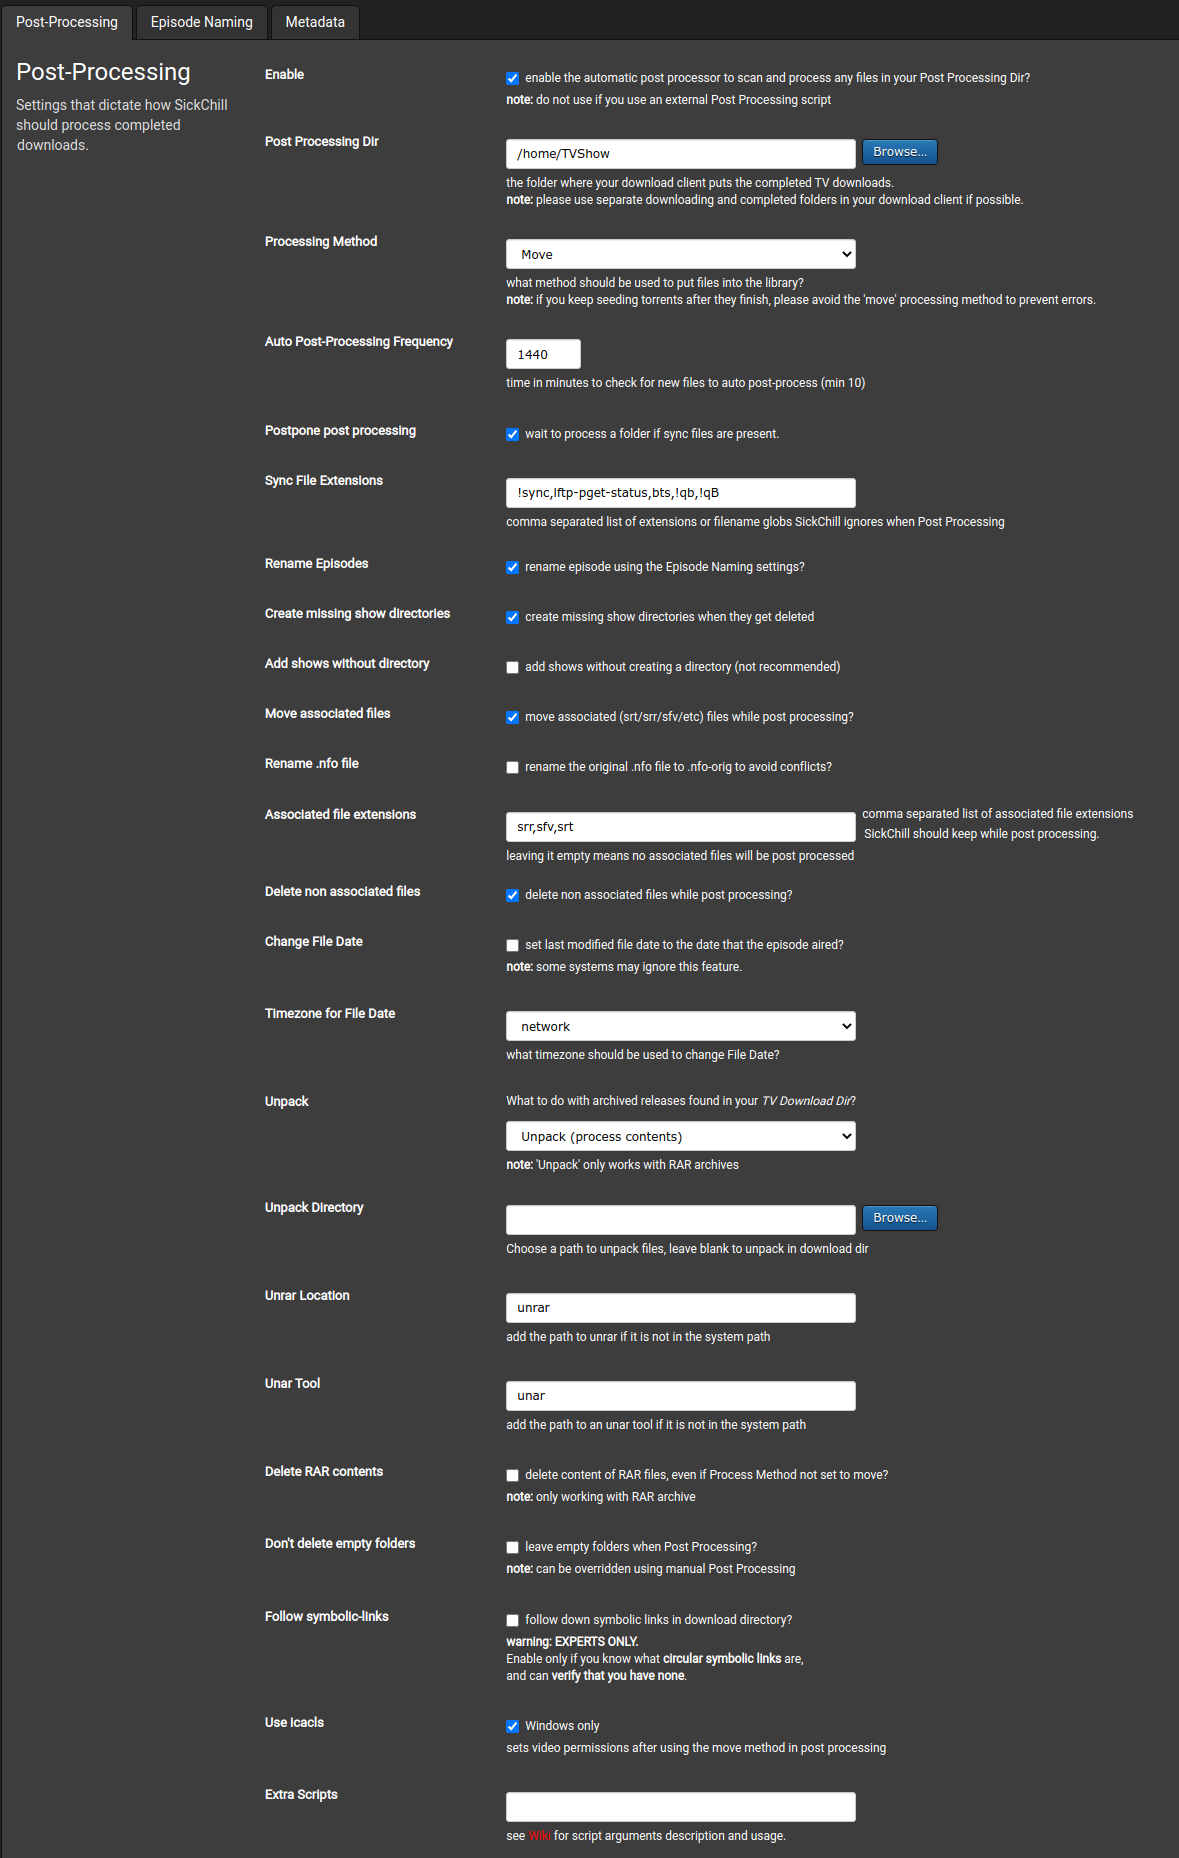 Post-Processing
Episode Naming
Metadata
Post-Processing
Settings that dictate how SickChill
should process completed
downloads.
Enable
enable the automatic post processor to scan and process any files in your Post Processing Dir?
note: do not use if you use an external Post Processing script
Post Processing Dir
/home/TVShow
Browse...
the folder where your download client puts the completed TV downloads.
note: please use separate downloading and completed folders in your download client if possible.
Processing Method
Move
what method should be used to put files into the library?
note: if you keep seeding torrents after they finish, please avoid the 'move' processing method to prevent errors.
Auto Post-Processing Frequency
1440
time in minutes to check for new files to auto post-process (min 10)
Postpone post processing
wait to process a folder if sync files are present.
Sync File Extensions
!sync,lftp-pget-status,bts,!qb,!qB
comma separated list of extensions or filename globs SickChill ignores when Post Processing
Rename Episodes
rename episode using the Episode Naming settings?
Create missing show directories
create missing show directories when they get deleted
Add shows without directory
add shows without creating a directory (not recommended)
Move associated files
move associated (srt/srr/sfv/etc) files while post processing?
Rename .nfo file
rename the original .nfo file to .nfo-orig to avoid conflicts?
Associated file extensions
srr,sfv,srt
comma separated list of associated file extensions
SickChill should keep while post processing.
leaving it empty means no associated files will be post processed
Delete non associated files
delete non associated files while post processing?
Change File Date
set last modified file date to the date that the episode aired?
note: some systems may ignore this feature.
Timezone for File Date
network
what timezone should be used to change File Date?
Unpack
What to do with archived releases found in your TV Download Dir?
Unpack (process contents)
note: 'Unpack' only works with RAR archives
Unpack Directory
Browse...
Choose a path to unpack files, leave blank to unpack in download dir
Unrar Location
unrar
add the path to unrar if it is not in the system path
Unar Tool
unar
add the path to an unar tool if it is not in the system path
Delete RAR contents
delete content of RAR files, even if Process Method not set to move?
note: only working with RAR archive
Don't delete empty folders
leave empty folders when Post Processing?
note: can be overridden using manual Post Processing
Follow symbolic-links
follow down symbolic links in download directory?
warning: EXPERTS ONLY.
Enable only if you know what circular symbolic links are,
and can verify that you have none.
Use icacls
Windows only
sets video permissions after using the move method in post processing
Extra Scripts
see Wiki for script arguments description and usage.